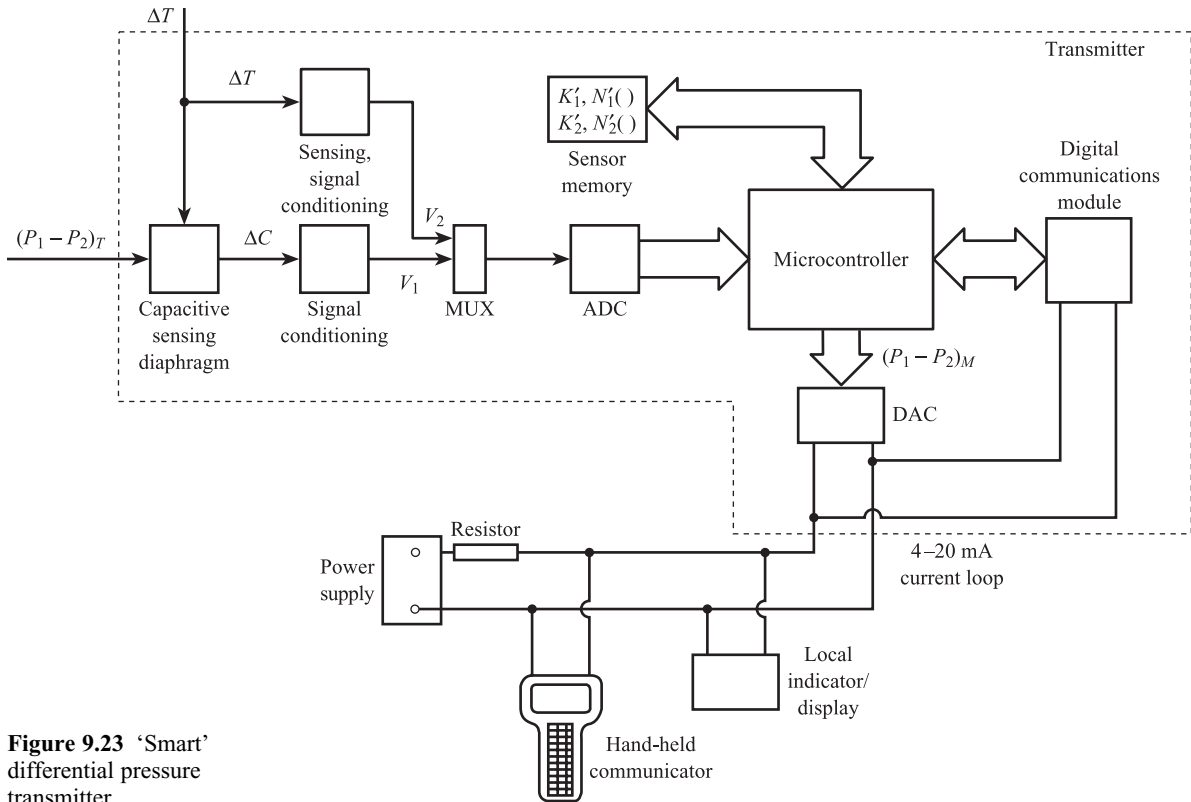 ΔT
Transmitter
ΔT
K′₁, N′₁( )
K′₂, N′₂( )
Sensor
memory
Sensing,
signal
conditioning
Digital
communications
module
(P₁ – P₂)_T
ΔC
V₂
V₁
Microcontroller
Capacitive
sensing
diaphragm
Signal
conditioning
MUX
ADC
(P₁ – P₂)_M
DAC
Resistor
4–20 mA
current loop
Power
supply
Local
indicator/
display
Hand-held
communicator
Figure 9.23 ‘Smart’
differential pressure
transmitter